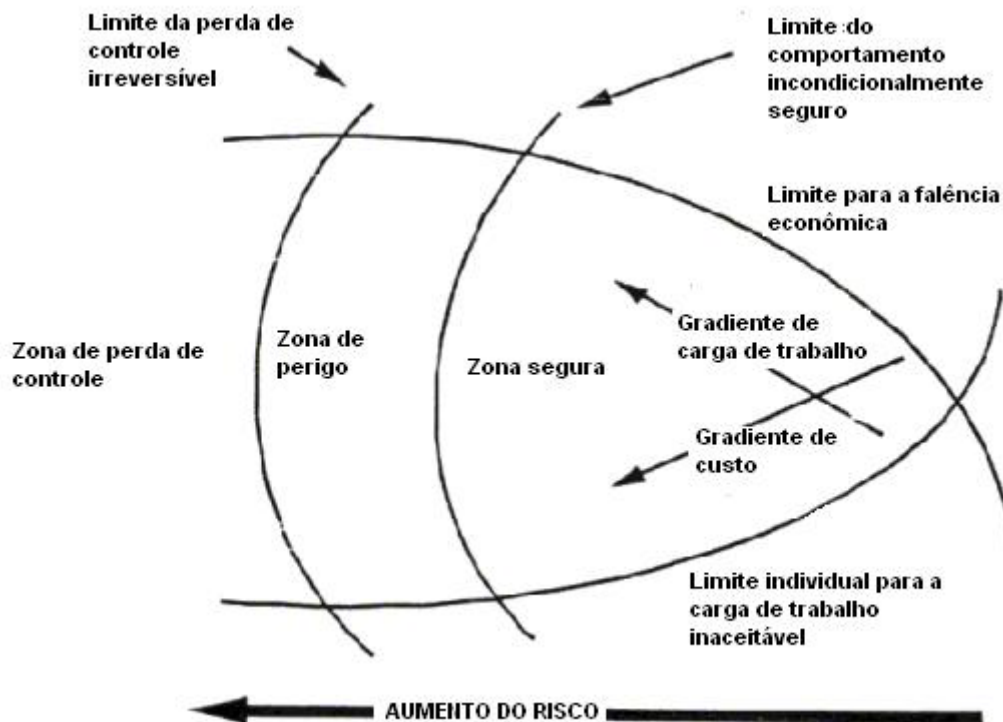 Limite da perda de
controle
irreversível
Limite do
comportamento
incondicionalmente
seguro
Limite para a falência
econômica
Gradiente de
carga de trabalho
Zona de perda de
controle
Zona de
perigo
Zona segura
Gradiente de
custo
Limite individual para a
carga de trabalho
inaceitável
AUMENTO DO RISCO